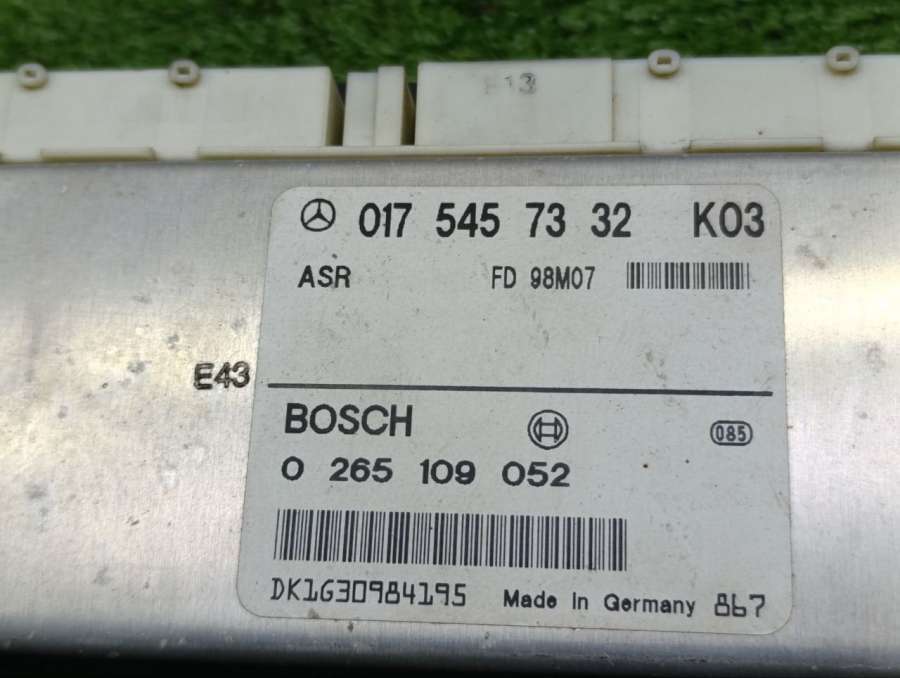 017 545 73 32 K03
ASR FD 98M07
E43
BOSCH
085
0 265 109 052
DK1G30984195 Made in Germany 867